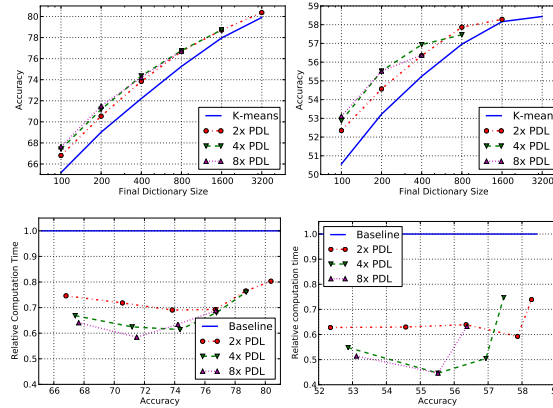 80
78
76
74
72
70
68
66
Accuracy
100 200 400 800 1600 3200
Final Dictionary Size
K-means
2x PDL
4x PDL
8x PDL
59
58
57
56
55
54
53
52
51
50
Accuracy
100 200 400 800 1600 3200
Final Dictionary Size
K-means
2x PDL
4x PDL
8x PDL
1.0
0.9
0.8
0.7
0.6
0.5
0.4
Relative Computation Time
66 68 70 72 74 76 78 80
Accuracy
Baseline
2x PDL
4x PDL
8x PDL
1.0
0.9
0.8
0.7
0.6
0.5
0.4
Relative computation time
52 53 54 55 56 57 58
Accuracy
Baseline
2x PDL
4x PDL
8x PDL